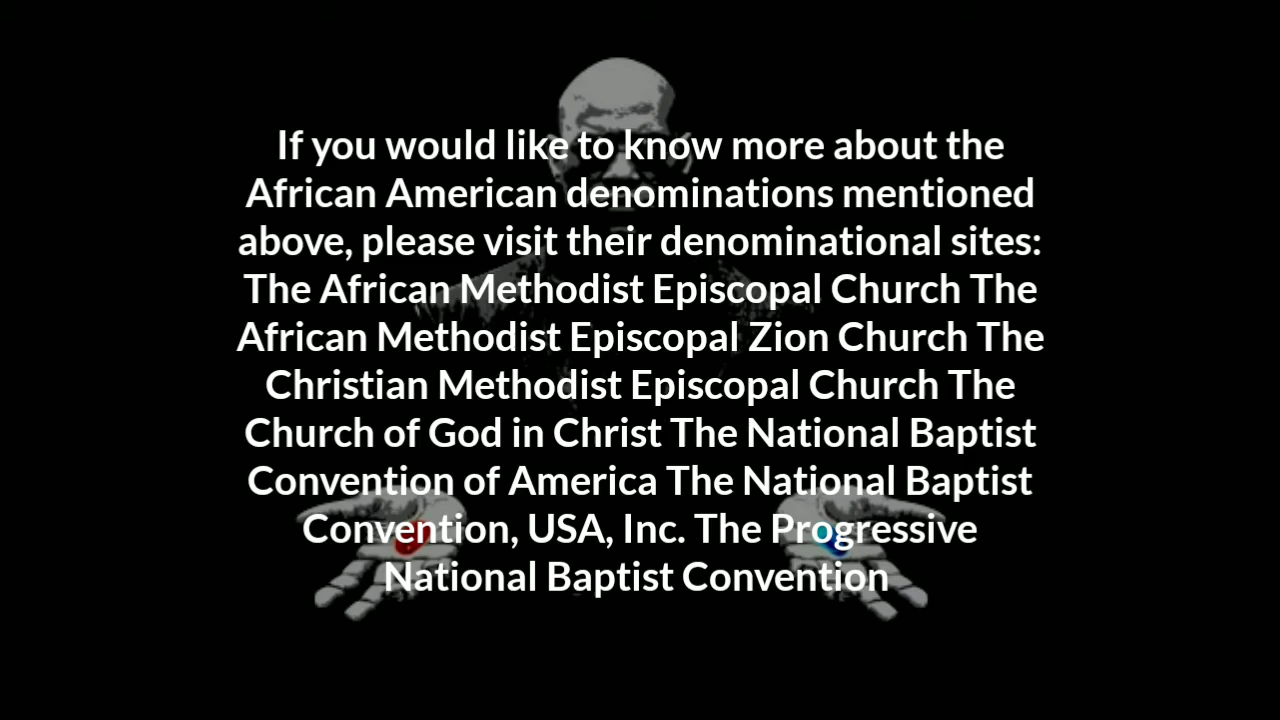 If you would like to know more about the
African American denominations mentioned
above, please visit their denominational sites:
The African Methodist Episcopal Church The
African Methodist Episcopal Zion Church The
Christian Methodist Episcopal Church The
Church of God in Christ The National Baptist
Convention of America The National Baptist
Convention, USA, Inc. The Progressive
National Baptist Convention